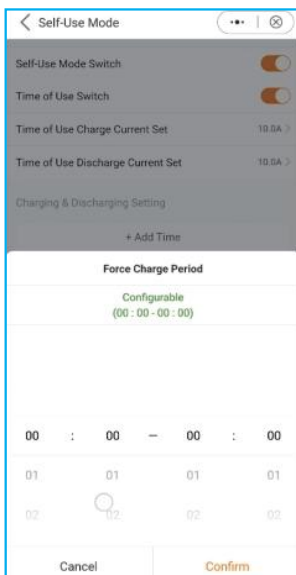 Self-Use Mode
Self-Use Mode Switch
Time of Use Switch
Time of Use Charge Current Set 10.0A
Time of Use Discharge Current Set 10.0A
Charging & Discharging Setting
+ Add Time
Force Charge Period
Configurable
(00 : 00 - 00 : 00)
00 : 00 – 00 : 00
01 01 01 01
02 02 02 02
Cancel Confirm